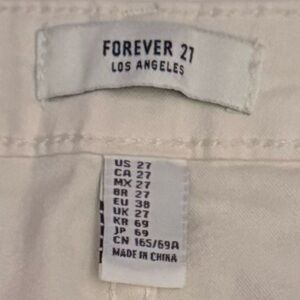 FOREVER 21
LOS ANGELES
US 27
CA 27
MX 27
BR 27
EU 38
UK 27
KR 69
JP 69
CN 165/69A
MADE IN CHINA